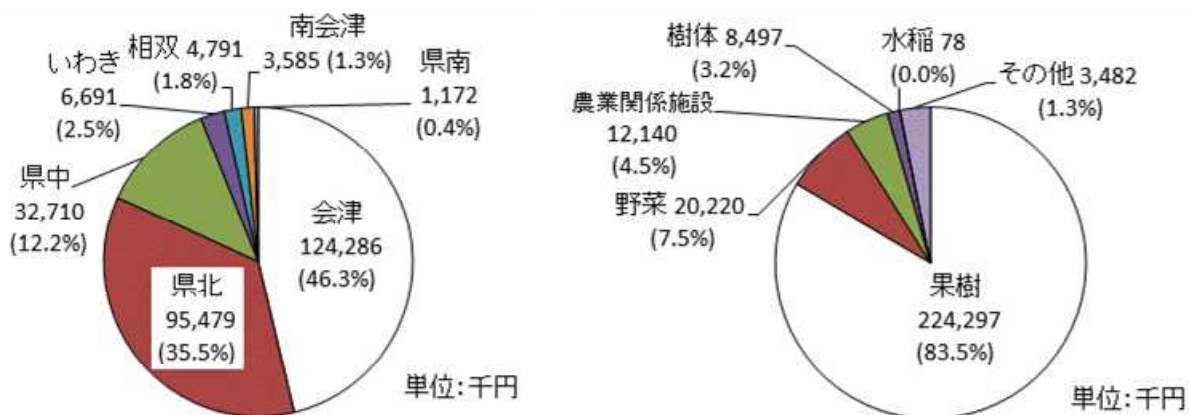 南会津
3,585 (1.3%)
相双 4,791
(1.8%)
いわき
6,691
(2.5%)
県南
1,172
(0.4%)
県中
32,710
(12.2%)
会津
124,286
(46.3%)
県北
95,479
(35.5%)
単位：千円
樹体 8,497
(3.2%)
水稲 78
(0.0%)
その他 3,482
(1.3%)
農業関係施設
12,140
(4.5%)
野菜 20,220
(7.5%)
果樹
224,297
(83.5%)
単位：千円